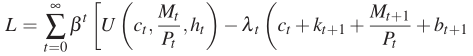 L = \sum_{t=0}^{\infty} \beta^t \left[ U \left( c_t, \frac{M_t}{P_t}, h_t \right) - \lambda_t \left( c_t + k_{t+1} + \frac{M_{t+1}}{P_t} + b_{t+1} \right.\right.